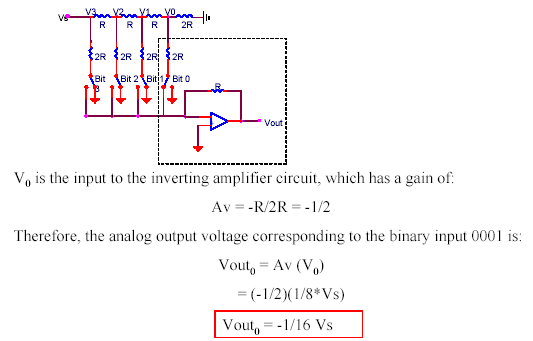 Vs V3 V2 V1 V0
R R R 2R
2R 2R 2R 2R
Bit 3 Bit 2 Bit 1 Bit 0
R
Vout
V0 is the input to the inverting amplifier circuit, which has a gain of:
Av = -R/2R = -1/2
Therefore, the analog output voltage corresponding to the binary input 0001 is:
Vout0 = Av (V0)
= (-1/2)(1/8*Vs)
Vout0 = -1/16 Vs